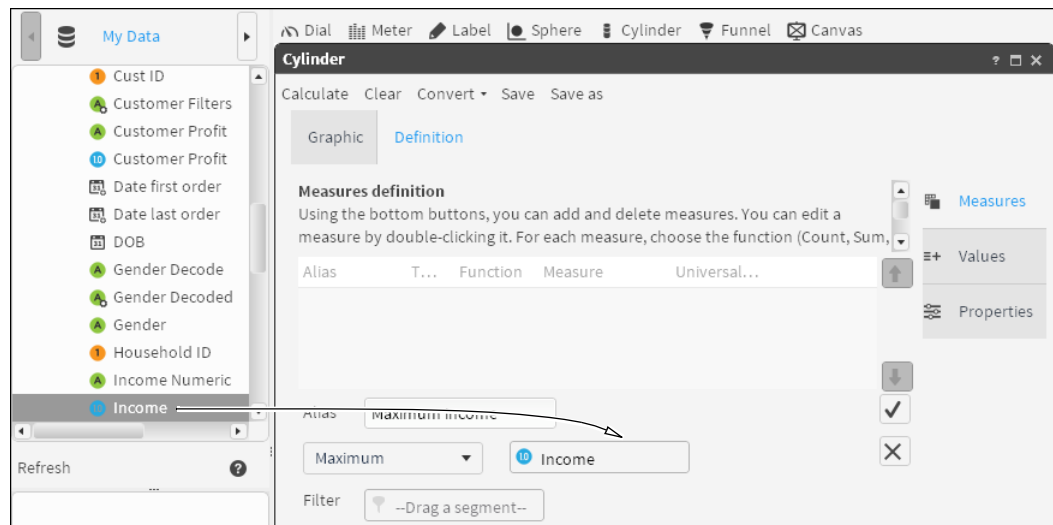 My Data
Dial Meter Label Sphere Cylinder Funnel Canvas
Cylinder
Calculate Clear Convert Save Save as
Graphic Definition
Cust ID
Customer Filters
Customer Profit
Customer Profit
Date first order
Date last order
DOB
Gender Decode
Gender Decoded
Gender
Household ID
Income Numeric
Income
Refresh
Measures definition
Using the bottom buttons, you can add and delete measures. You can edit a
measure by double-clicking it. For each measure, choose the function (Count, Sum,
Alias T... Function Measure Universal...
Alias Maximum Income
Maximum Income
Filter --Drag a segment--
Measures
Values
Properties